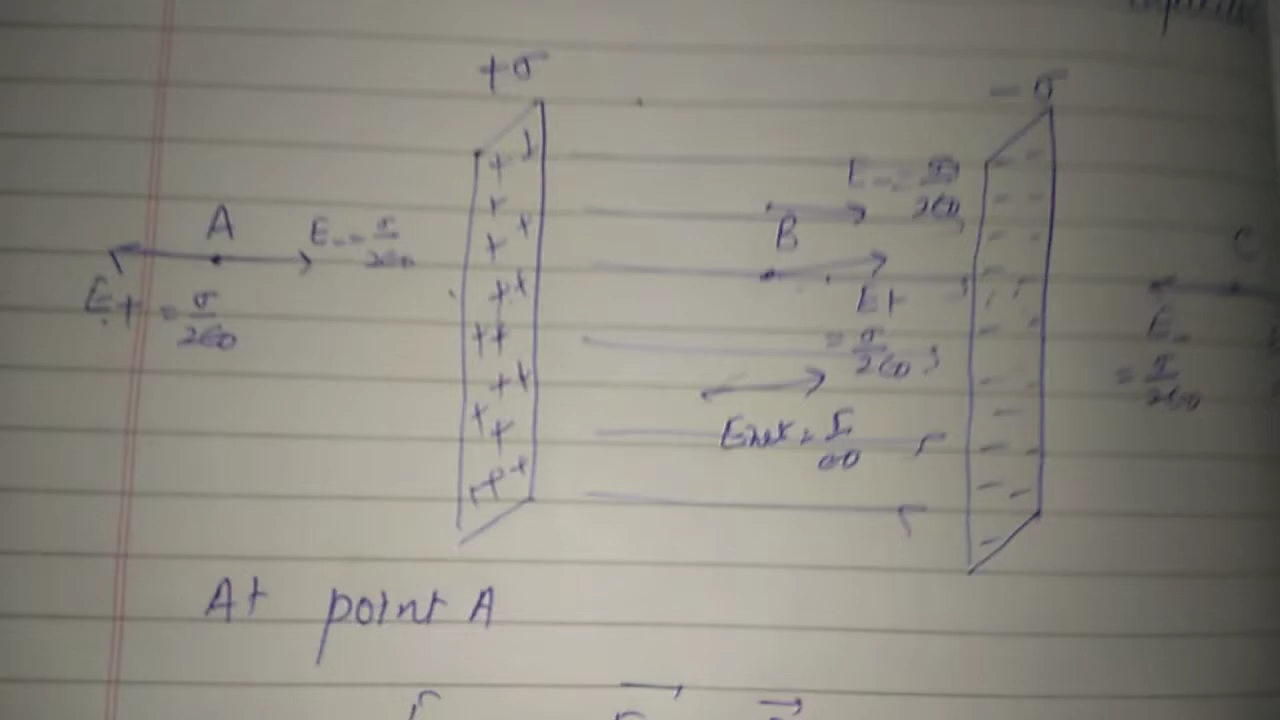 +σ
-σ
A
E- = σ/2ε0
E- = σ/2ε0
B
C
E+ = σ/2ε0
E+
= σ/2ε0
E-
= σ/2ε0
Enet = σ/ε0
At point A